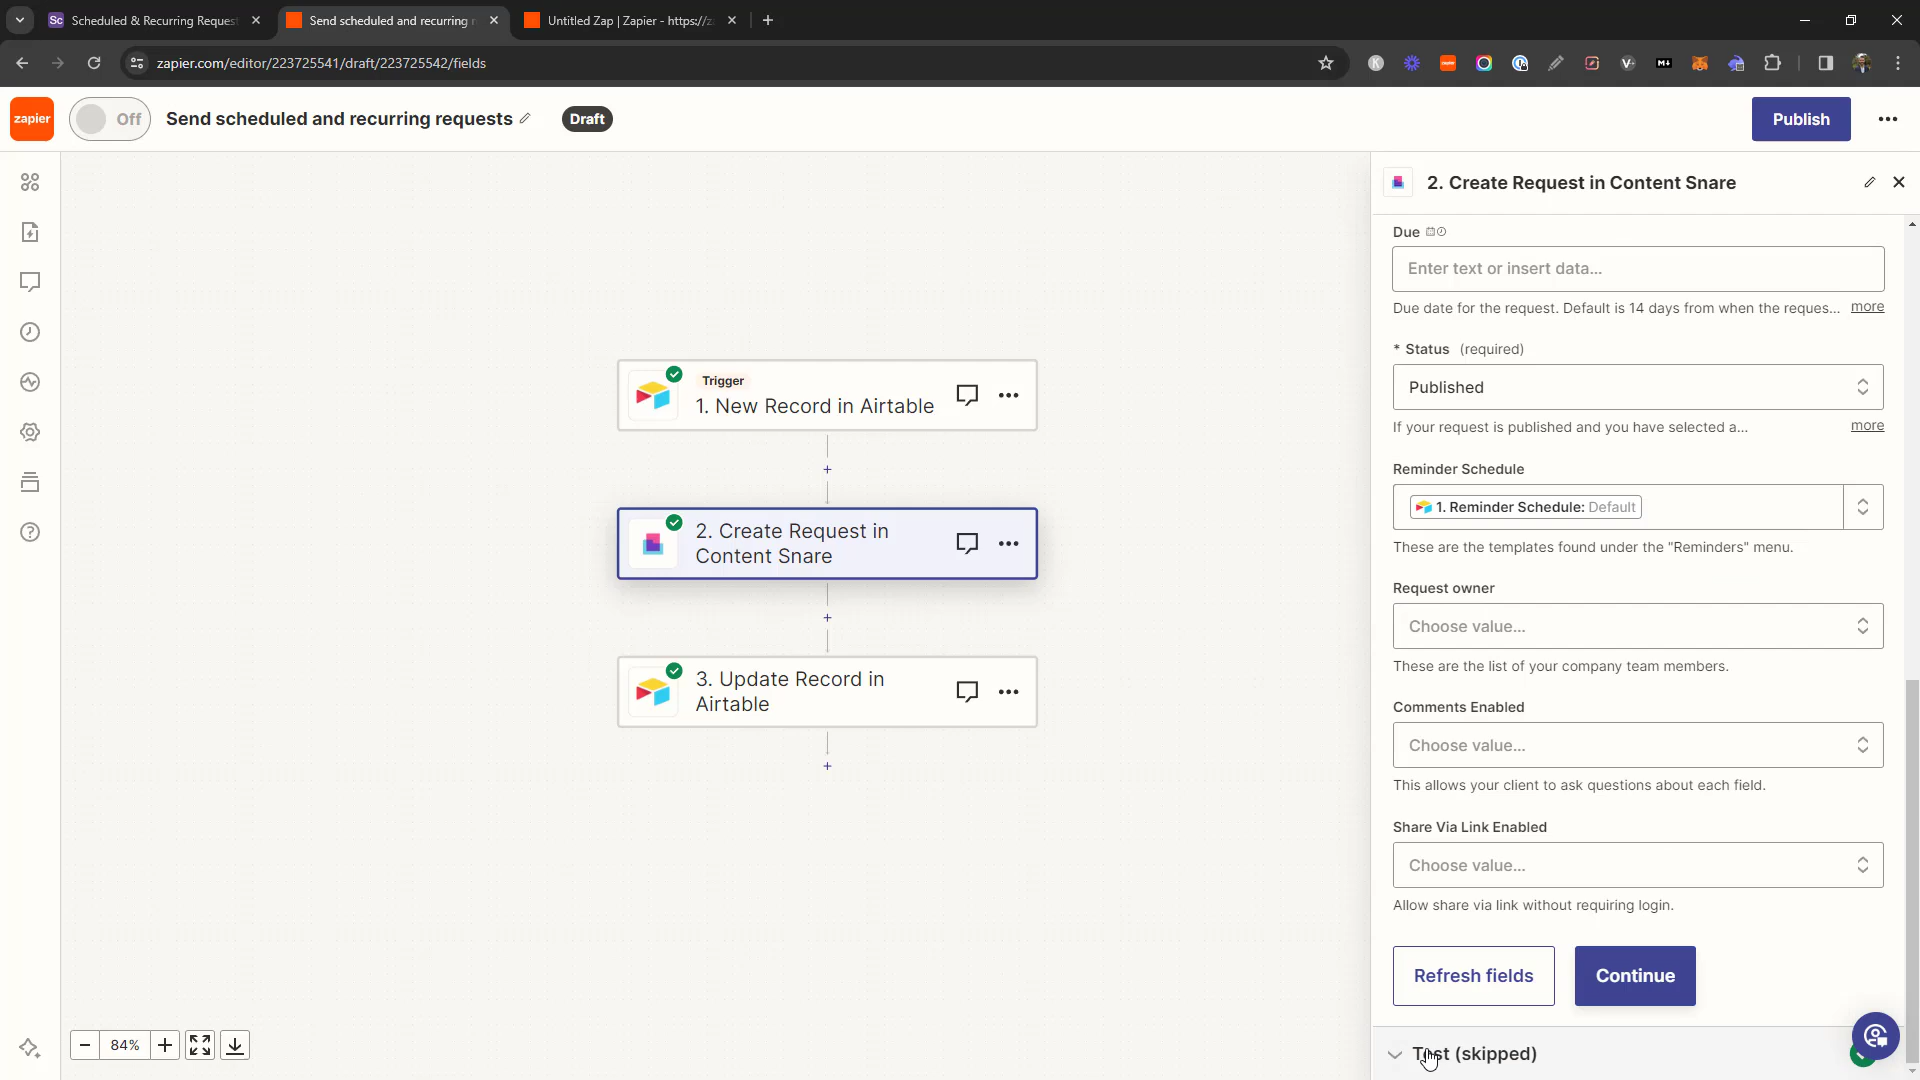 Sc Scheduled & Recurring Reques
Send scheduled and recurring
Untitled Zap | Zapier - https://z
zapier.com/editor/223725541/draft/223725542/fields
zapier
Off
Send scheduled and recurring requests
Draft
Publish
2. Create Request in Content Snare
Due
Enter text or insert data...
Due date for the request. Default is 14 days from when the reques... more
* Status (required)
Published
If your request is published and you have selected a... more
Reminder Schedule
1. Reminder Schedule: Default
These are the templates found under the "Reminders" menu.
Request owner
Choose value...
These are the list of your company team members.
Comments Enabled
Choose value...
This allows your client to ask questions about each field.
Share Via Link Enabled
Choose value...
Allow share via link without requiring login.
Refresh fields
Continue
Test (skipped)
Trigger
1. New Record in Airtable
2. Create Request in
Content Snare
3. Update Record in
Airtable
84%